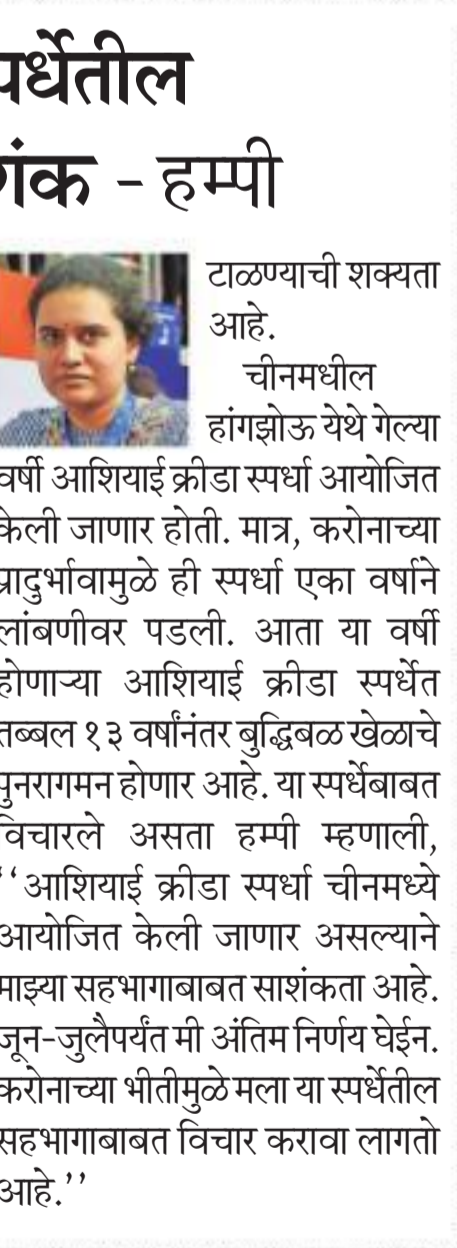 पर्धेतील
शंक - हम्पी
टाळण्याची शक्यता
आहे.
चीनमधील
हांगझोऊ येथे गेल्या
वर्षी आशियाई क्रीडा स्पर्धा आयोजित
केली जाणार होती. मात्र, करोनाच्या
प्रादुर्भावामुळे ही स्पर्धा एका वर्षाने
लांबणीवर पडली. आता या वर्षी
होणाऱ्या आशियाई क्रीडा स्पर्धेत
तब्बल १३ वर्षांनंतर बुद्धिबळ खेळाचे
पुनरागमन होणार आहे. या स्पर्धेबाबत
विचारले असता हम्पी म्हणाली,
‘‘आशियाई क्रीडा स्पर्धा चीनमध्ये
आयोजित केली जाणार असल्याने
माझ्या सहभागाबाबत साशंकता आहे.
जून-जुलैपर्यंत मी अंतिम निर्णय घेईन.
करोनाच्या भीतीमुळे मला या स्पर्धेतील
सहभागाबाबत विचार करावा लागतो
आहे.’’